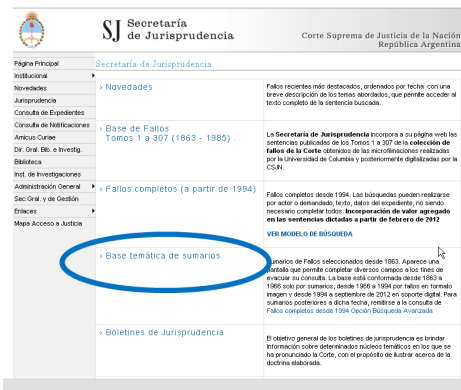 SJ Secretaría
de Jurisprudencia
Corte Suprema de Justicia de la Nación
República Argentina
Página Principal
Institucional
Novedades
Jurisprudencia
Consulta de Expedientes
Consulta de Notificaciones
Amicus Curiae
Dir. Gral. Bib. e Investig.
Biblioteca
Inst. de Investigaciones
Administración General
Sec.Gral. y de Gestión
Enlaces
Mapa Acceso a Justicia
Secretaría de Jurisprudencia
› Novedades
Fallos recientes más destacados, ordenados por fecha con una
breve descripción de los temas abordados, que permite acceder al
texto completo de la sentencia buscada.
› Base de Fallos
Tomos 1 a 307 (1863 - 1985) .
La Secretaría de Jurisprudencia incorpora a su página web las
sentencias publicadas de los Tomos 1 a 307 de la colección de
fallos de la Corte obtenidos de las microfilmaciones realizadas
por la Universidad de Columbia y posteriormente digitalizadas por la
CSJN.
› Fallos completos (a partir de 1994)
Fallos completos desde 1994. Las búsquedas pueden realizarse
por actor o demandado, texto, datos del expediente, no siendo
necesario completar todos. Incorporación de valor agregado
en las sentencias dictadas a partir de febrero de 2012
VER MODELO DE BÚSQUEDA
› Base temática de sumarios.
Sumarios de Fallos seleccionados desde 1863. Aparece una
pantalla que permite completar diversos campos a los fines de
evacuar su consulta. La base está conformada desde 1863 a
1966 solo por sumarios, desde 1966 a 1994 por fallos en formato
imagen y desde 1994 a septiembre de 2012 en soporte digital. Para
sumarios posteriores a dicha fecha, remitirse a la consulta de
Fallos completos desde 1994 Opción Búsqueda Avanzada
› Boletines de Jurisprudencia
El objetivo general de los boletines de jurisprudencia es brindar
información sobre determinados núcleos temáticos en los que se
ha pronunciado la Corte, con el propósito de ilustrar acerca de la
doctrina elaborada.